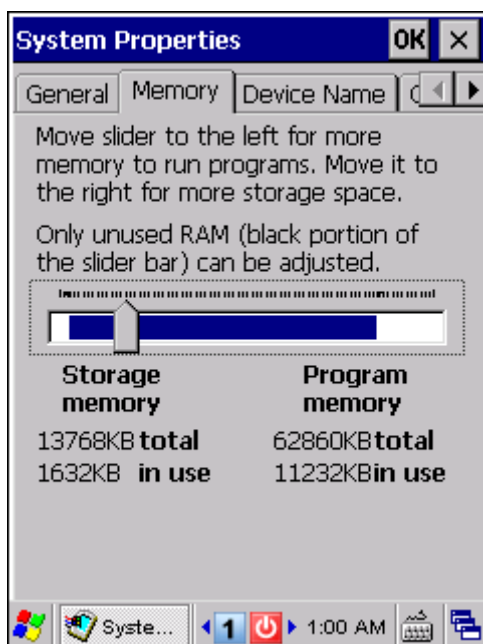 System Properties OK ×
General Memory Device Name
Move slider to the left for more
memory to run programs. Move it to
the right for more storage space.
Only unused RAM (black portion of
the slider bar) can be adjusted.
Storage memory
13768KB total
1632KB in use
Program memory
62860KB total
11232KB in use
Syste... 1 1:00 AM